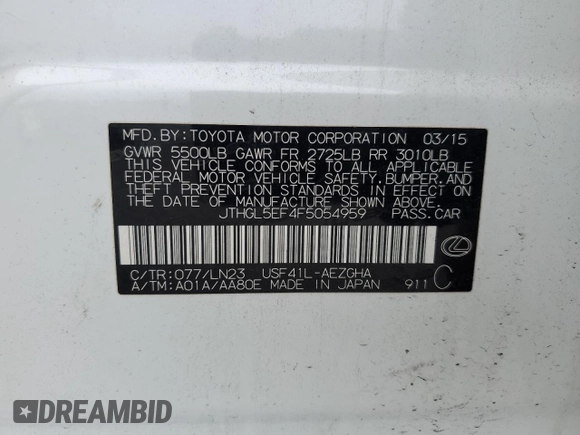 MFD.BY:TOYOTA MOTOR CORPORATION 03/15
GVWR 5500LB GAWR FR 2725LB RR 3010LB
THIS VEHICLE CONFORMS TO ALL APPLICABLE
FEDERAL MOTOR VEHICLE SAFETY,BUMPER,AND
THEFT PREVENTION STANDARDS IN EFFECT ON
THE DATE OF MANUFACTURE SHOWN ABOVE.
JTHGL5EF4F5054959 PASS.CAR
C/TR:077/LN23 USF41L-AEZGHA
A/TM:A01A/AA80E MADE IN JAPAN 911 C
DREAMBID